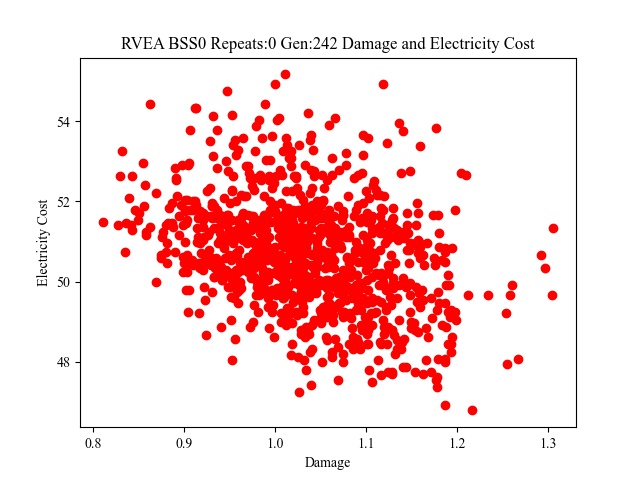 RVEA BSS0 Repeats:0 Gen:242 Damage and Electricity Cost
Electricity Cost
54
52
50
48
0.8 0.9 1.0 1.1 1.2 1.3
Damage